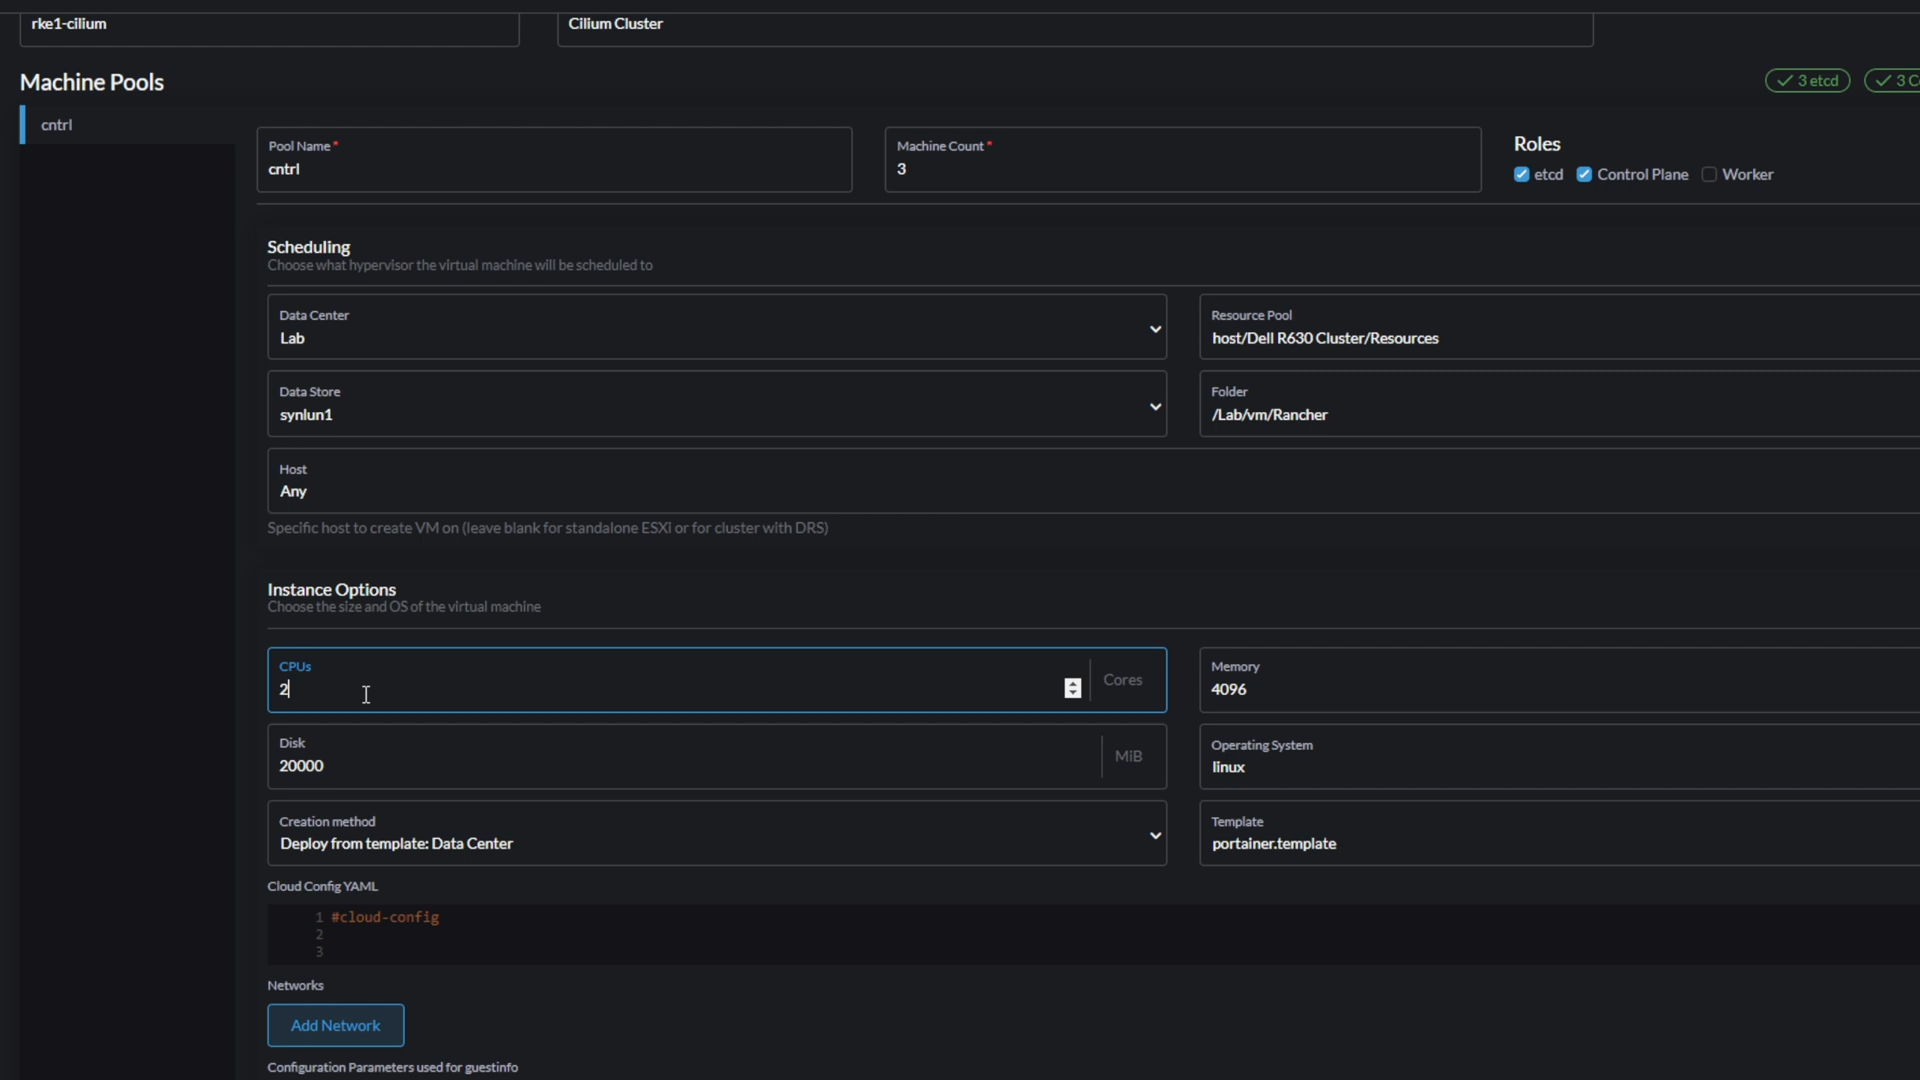 rke1-cilium
Cilium Cluster
Machine Pools
3 etcd
3 C
cntrl
Pool Name *
cntrl
Machine Count *
3
Roles
etcd
Control Plane
Worker
Scheduling
Choose what hypervisor the virtual machine will be scheduled to
Data Center
Lab
Resource Pool
host/Dell R630 Cluster/Resources
Data Store
synlun1
Folder
/Lab/vm/Rancher
Host
Any
Specific host to create VM on (leave blank for standalone ESXi or for cluster with DRS)
Instance Options
Choose the size and OS of the virtual machine
CPUs
2
Cores
Memory
4096
Disk
20000
MiB
Operating System
linux
Creation method
Deploy from template: Data Center
Template
portainer.template
Cloud Config YAML
1 #cloud-config
2
3
Networks
Add Network
Configuration Parameters used for guestinfo